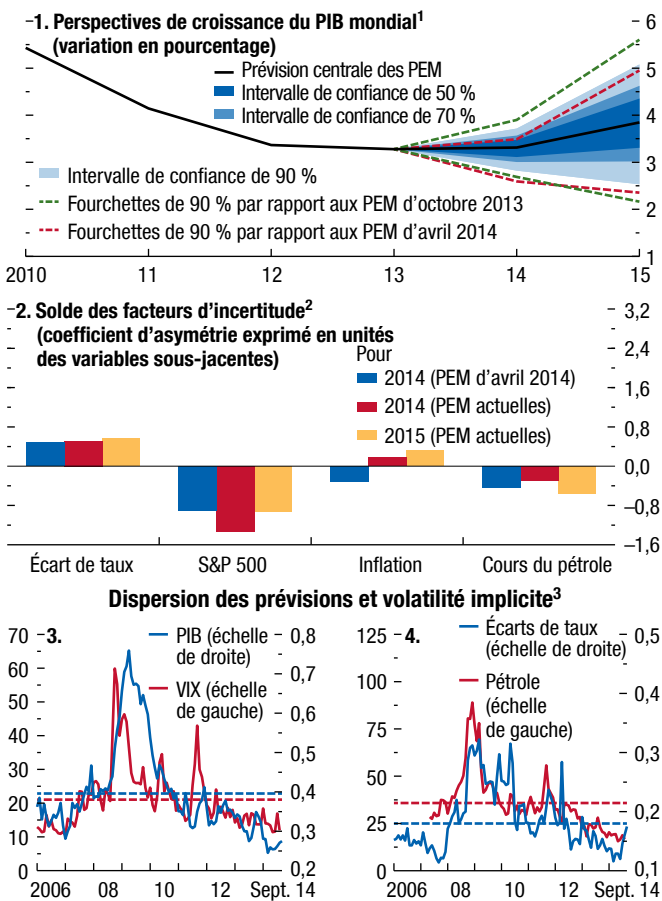 1. Perspectives de croissance du PIB mondial¹
(variation en pourcentage)
Prévision centrale des PEM
Intervalle de confiance de 50 %
Intervalle de confiance de 70 %
Intervalle de confiance de 90 %
Fourchettes de 90 % par rapport aux PEM d'octobre 2013
Fourchettes de 90 % par rapport aux PEM d'avril 2014
6
5
4
3
2
1
2010 11 12 13 14 15
2. Solde des facteurs d'incertitude²
(coefficient d'asymétrie exprimé en unités
des variables sous-jacentes)
Pour
2014 (PEM d'avril 2014)
2014 (PEM actuelles)
2015 (PEM actuelles)
3,2
2,4
1,6
0,8
0,0
–0,8
–1,6
Écart de taux S&P 500 Inflation Cours du pétrole
Dispersion des prévisions et volatilité implicite³
3.
PIB (échelle
de droite)
VIX (échelle
de gauche)
70
60
50
40
30
20
10
0
0,8
0,7
0,6
0,5
0,4
0,3
0,2
2006 08 10 12 Sept. 14
4.
Écarts de taux
(échelle de droite)
Pétrole
(échelle
de gauche)
125
100
75
50
25
0
0,5
0,4
0,3
0,2
0,1
2006 08 10 12 Sept. 14